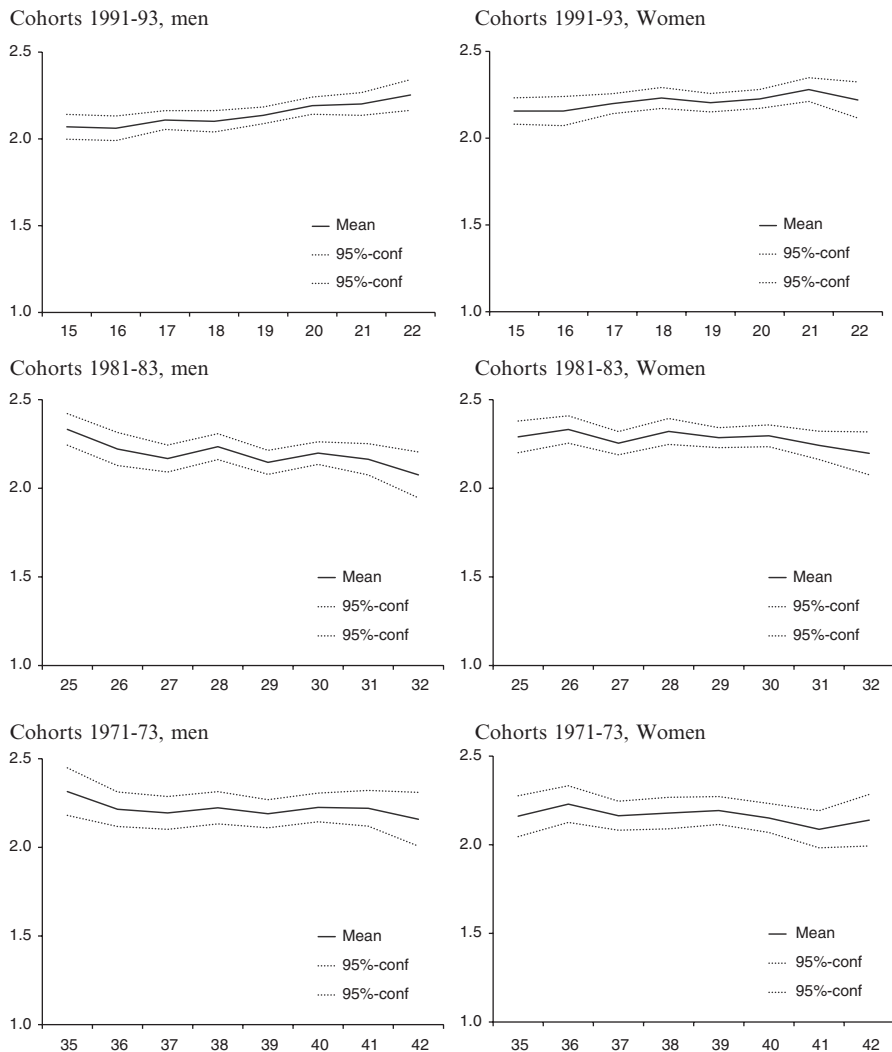 Cohorts 1991-93, men
2.5
2.0
1.5
1.0
Mean
95%-conf
95%-conf
15 16 17 18 19 20 21 22
Cohorts 1991-93, Women
2.5
2.0
1.5
1.0
Mean
95%-conf
95%-conf
15 16 17 18 19 20 21 22
Cohorts 1981-83, men
2.5
2.0
1.5
1.0
Mean
95%-conf
95%-conf
25 26 27 28 29 30 31 32
Cohorts 1981-83, Women
2.5
2.0
1.5
1.0
Mean
95%-conf
95%-conf
25 26 27 28 29 30 31 32
Cohorts 1971-73, men
2.5
2.0
1.5
1.0
Mean
95%-conf
95%-conf
35 36 37 38 39 40 41 42
Cohorts 1971-73, Women
2.5
2.0
1.5
1.0
Mean
95%-conf
95%-conf
35 36 37 38 39 40 41 42